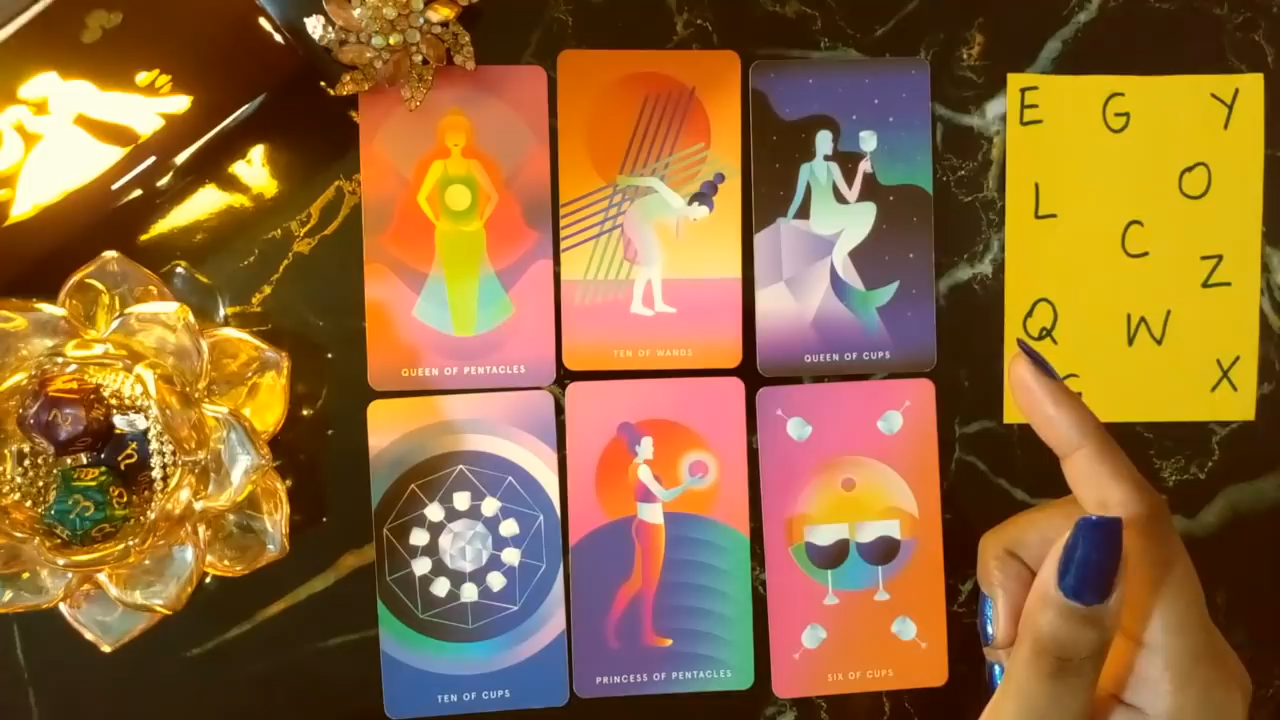 QUEEN OF PENTACLES
TEN OF WANDS
QUEEN OF CUPS
TEN OF CUPS
PRINCESS OF PENTACLES
SIX OF CUPS
E G Y
L O
C
Z
Q W
X